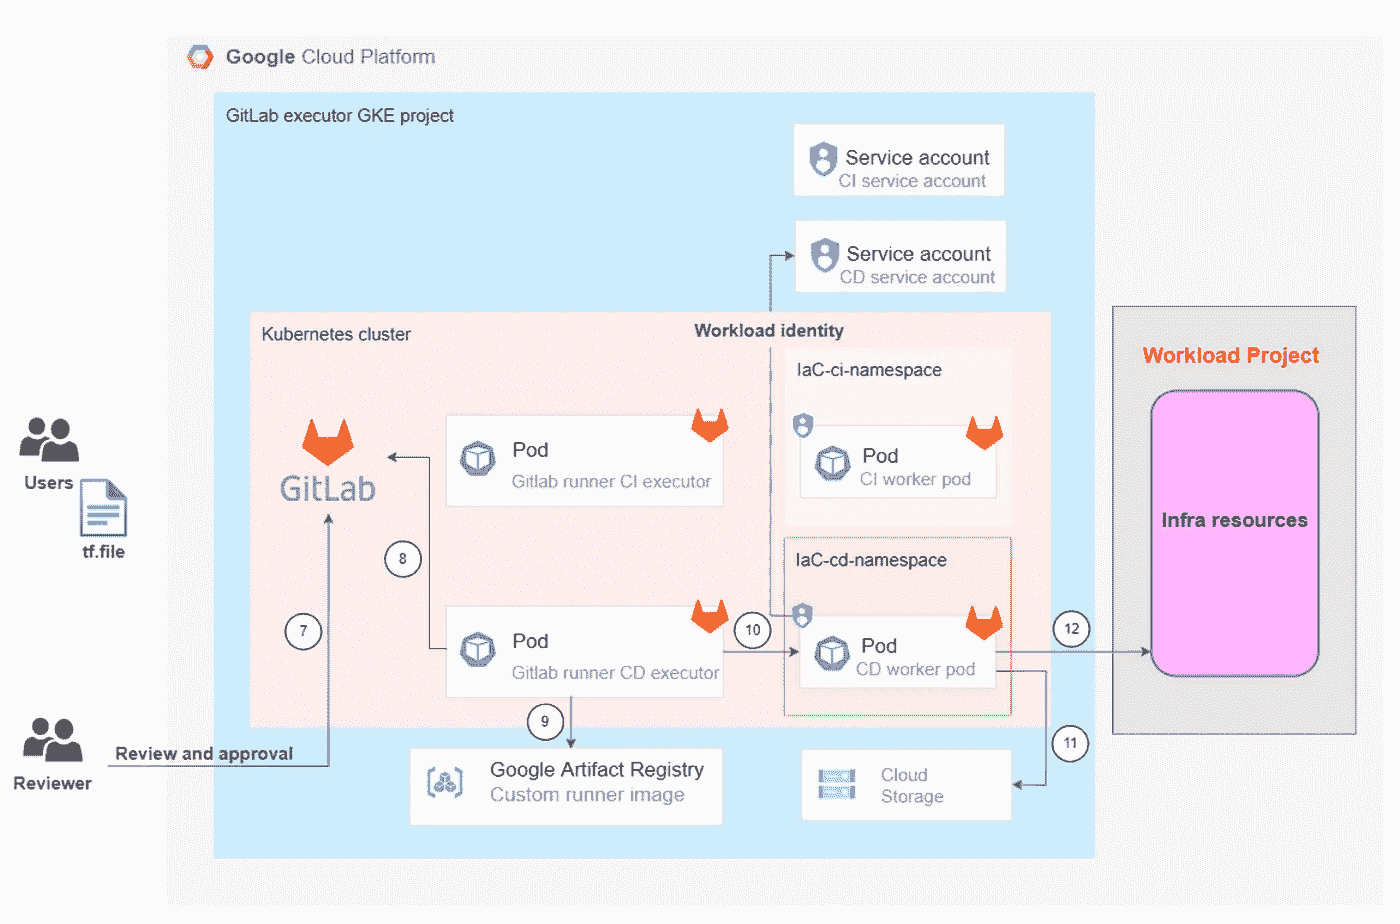 Google Cloud Platform
GitLab executor GKE project
Service account
CI service account
Service account
CD service account
Kubernetes cluster
Workload identity
IaC-ci-namespace
Workload Project
GitLab
Pod
Gitlab runner CI executor
Pod
CI worker pod
Users
tf.file
Infra resources
8
IaC-cd-namespace
7
Pod
Gitlab runner CD executor
10
Pod
CD worker pod
12
9
11
Review and approval
Reviewer
Google Artifact Registry
Custom runner image
Cloud
Storage